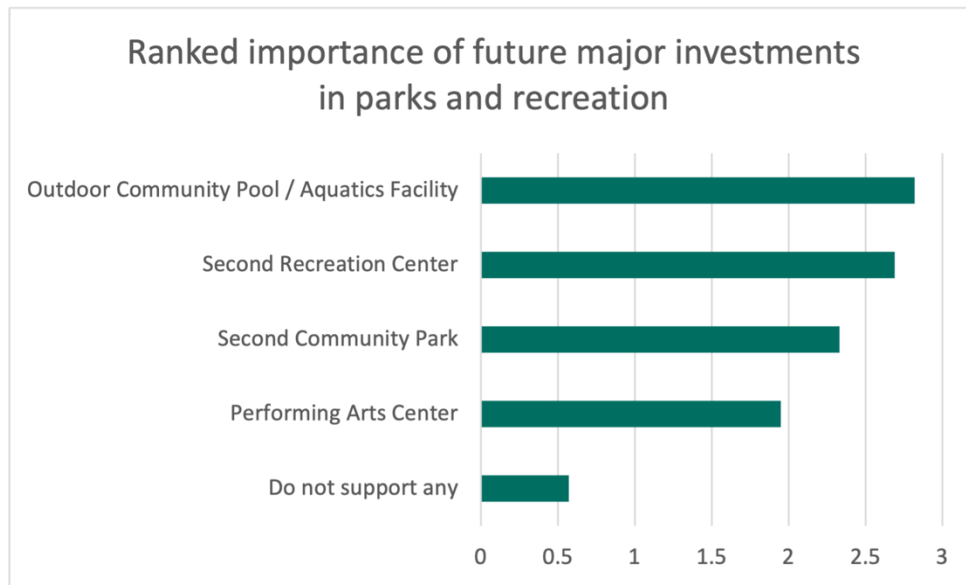 Ranked importance of future major investments
in parks and recreation
Outdoor Community Pool / Aquatics Facility
Second Recreation Center
Second Community Park
Performing Arts Center
Do not support any
0 0.5 1 1.5 2 2.5 3